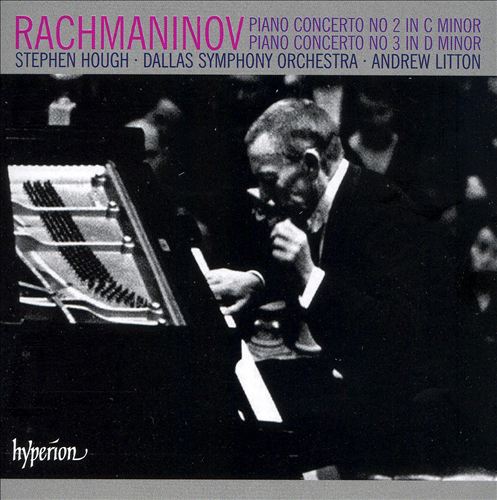 RACHMANINOV
PIANO CONCERTO NO 2 IN C MINOR
PIANO CONCERTO NO 3 IN D MINOR
STEPHEN HOUGH · DALLAS SYMPHONY ORCHESTRA · ANDREW LITTON
hyperion